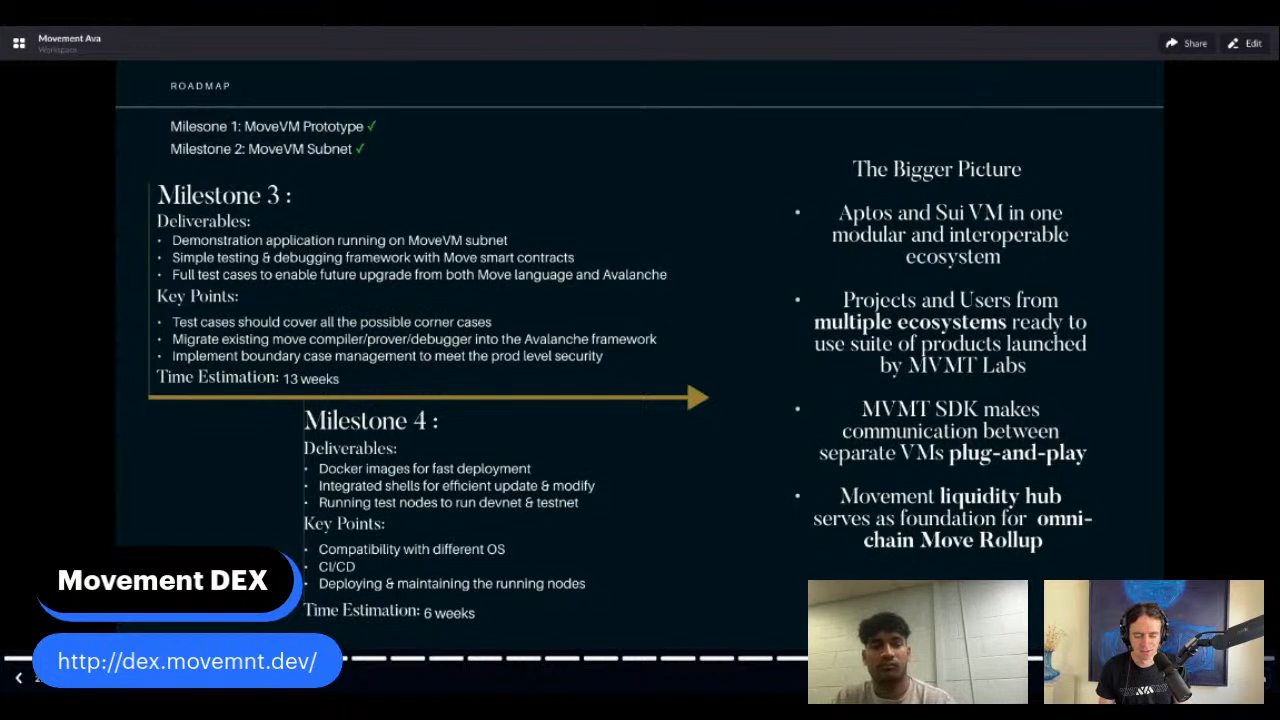 Movement Ava
Workspace
Share
Edit
ROADMAP
Milesone 1: MoveVM Prototype ✓
Milestone 2: MoveVM Subnet ✓
Milestone 3 :
Deliverables:
• Demonstration application running on MoveVM subnet
• Simple testing & debugging framework with Move smart contracts
• Full test cases to enable future upgrade from both Move language and Avalanche
Key Points:
• Test cases should cover all the possible corner cases
• Migrate existing move compiler/prover/debugger into the Avalanche framework
• Implement boundary case management to meet the prod level security
Time Estimation: 13 weeks
Milestone 4 :
Deliverables:
• Docker images for fast deployment
• Integrated shells for efficient update & modify
• Running test nodes to run devnet & testnet
Key Points:
• Compatibility with different OS
• CI/CD
• Deploying & maintaining the running nodes
Time Estimation: 6 weeks
The Bigger Picture
• Aptos and Sui VM in one
modular and interoperable
ecosystem
• Projects and Users from
multiple ecosystems ready to
use suite of products launched
by MVMT Labs
• MVMT SDK makes
communication between
separate VMs plug-and-play
• Movement liquidity hub
serves as foundation for omni-
chain Move Rollup
Movement DEX
http://dex.movemnt.dev/